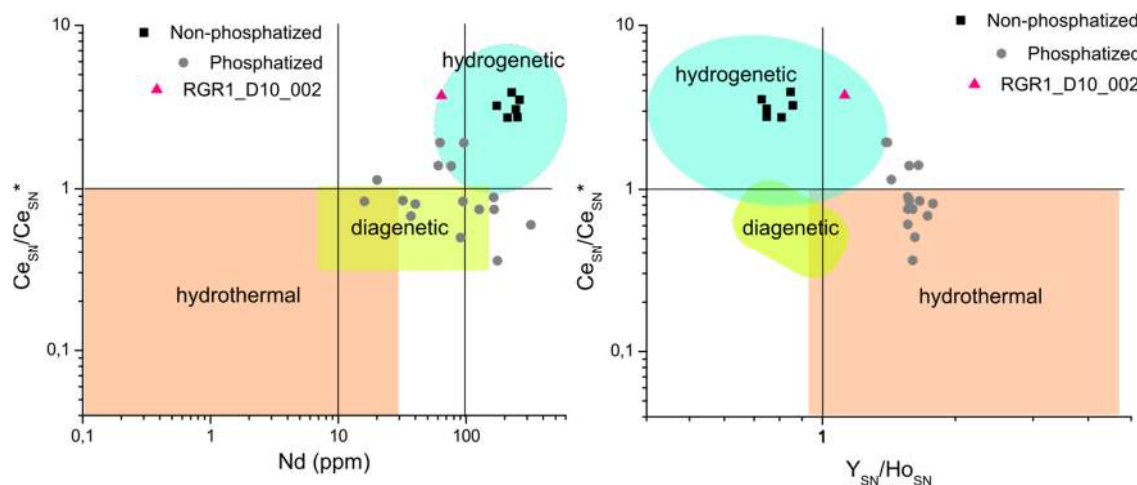 10
Non-phosphatized
Phosphatized
RGR1_D10_002
hydrogenetic
1
diagenetic
hydrothermal
0,1
0,1
1
10
100
Nd (ppm)
Ce_SN/Ce_SN*
10
Non-phosphatized
Phosphatized
RGR1_D10_002
hydrogenetic
1
diagenetic
hydrothermal
0,1
1
Y_SN/Ho_SN
Ce_SN/Ce_SN*